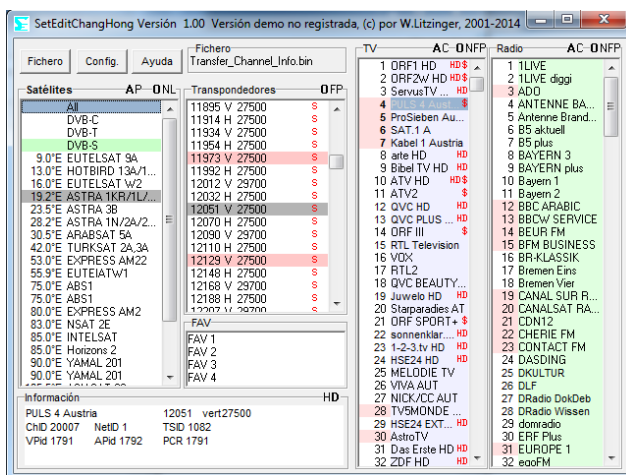 SetEditChangHong Versión 1.00 Versión demo no registrada, (c) por W.Litzinger, 2001-2014
Fichero Config. Ayuda
Fichero
Transfer_Channel_Info.bin
Satélites AP ONL
All
DVB-C
DVB-T
DVB-S
9.0°E EUTELSAT 9A
13.0°E HOTBIRD 13A/1...
16.0°E EUTELSAT W2
19.2°E ASTRA 1KR/1L/...
23.5°E ASTRA 3B
28.2°E ASTRA 1N/2A/2...
30.5°E ARABSAT 5A
42.0°E TURKSAT 2A,3A
53.0°E EXPRESS AM22
55.9°E EUTEIATW1
75.0°E ABS1
75.0°E ABS1
80.0°E EXPRESS AM2
83.0°E NSAT 2E
85.0°E INTELSAT
85.0°E Horizons 2
90.0°E YAMAL 201
90.0°E YAMAL 201
Transpondedores OFP
11895 V 27500 S
11914 H 27500 S
11934 V 27500 S
11954 H 27500 S
11973 V 27500 S
11992 H 27500 S
12012 V 29700 S
12032 H 27500 S
12051 V 27500 S
12070 H 27500 S
12090 V 29700 S
12110 H 27500 S
12129 V 27500 S
12148 H 27500 S
12168 V 29700 S
12188 H 27500 S
12207 V 29700 S
FAV
FAV 1
FAV 2
FAV 3
FAV 4
Información HD
PULS 4 Austria 12051 vert27500
ChID 20007 NetID 1 TSID 1082
VPid 1791 APid 1792 PCR 1791
TV AC ONFP
1 ORF1 HD HD$
2 ORF2W HD HD$
3 ServusTV ... HD
4 PULS 4 Aust... $
5 ProSieben Au...
6 SAT.1 A
7 Kabel 1 Austria
8 arte HD HD
9 Bibel TV HD HD
10 ATV HD HD$
11 ATV2 $
12 QVC HD HD
13 QVC PLUS ... HD
14 ORF III $
15 RTL Television
16 VOX
17 RTL2
18 QVC BEAUTY...
19 Juwelo HD HD
20 Starparadies AT
21 ORF SPORT+ $
22 sonnenklar.... HD
23 1-2-3.tv HD HD
24 HSE24 HD HD
25 MELODIE TV
26 VIVA AUT
27 NICK/CC AUT
28 TV5MONDE ...
29 HSE24 EXT... HD
30 AstroTV
31 Das Erste HD HD
32 ZDF HD HD
Radio AC ONFP
1 1LIVE
2 1LIVE diggi
3 ADO
4 ANTENNE BA...
5 Antenne Brand...
6 B5 aktuell
7 B5 plus
8 BAYERN 3
9 BAYERN plus
10 Bayern 1
11 Bayern 2
12 BBC ARABIC
13 BBCW SERVICE
14 BEUR FM
15 BFM BUSINESS
16 BR-KLASSIK
17 Bremen Eins
18 Bremen Vier
19 CANAL SUR R...
20 CANALSAT RA...
21 CDN12
22 CHERIE FM
23 CONTACT FM
24 DASDING
25 DKULTUR
26 DLF
27 DRadio DokDeb
28 DRadio Wissen
29 domradio
30 ERF Plus
31 EUROPE 1
32 egoFM